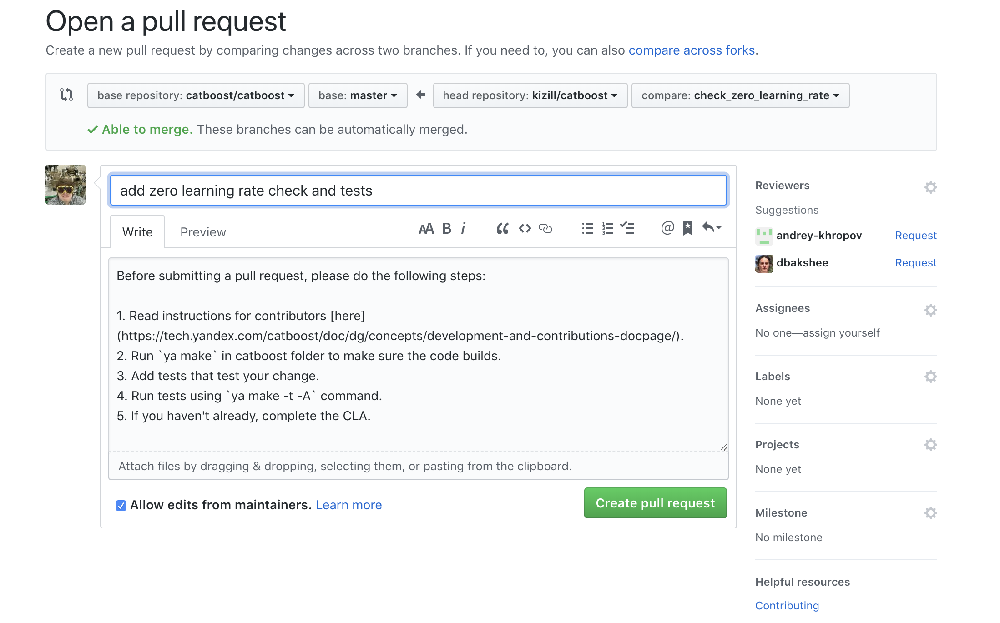 Open a pull request
Create a new pull request by comparing changes across two branches. If you need to, you can also compare across forks.
base repository: catboost/catboost base: master head repository: kizill/catboost compare: check_zero_learning_rate
Able to merge. These branches can be automatically merged.
add zero learning rate check and tests
Write Preview AA B i
Before submitting a pull request, please do the following steps:
1. Read instructions for contributors [here]
(https://tech.yandex.com/catboost/doc/dg/concepts/development-and-contributions-docpage/).
2. Run `ya make` in catboost folder to make sure the code builds.
3. Add tests that test your change.
4. Run tests using `ya make -t -A` command.
5. If you haven't already, complete the CLA.
Attach files by dragging & dropping, selecting them, or pasting from the clipboard.
Allow edits from maintainers. Learn more
Create pull request
Reviewers
Suggestions
andrey-khropov Request
dbakshee Request
Assignees
No one—assign yourself
Labels
None yet
Projects
None yet
Milestone
No milestone
Helpful resources
Contributing